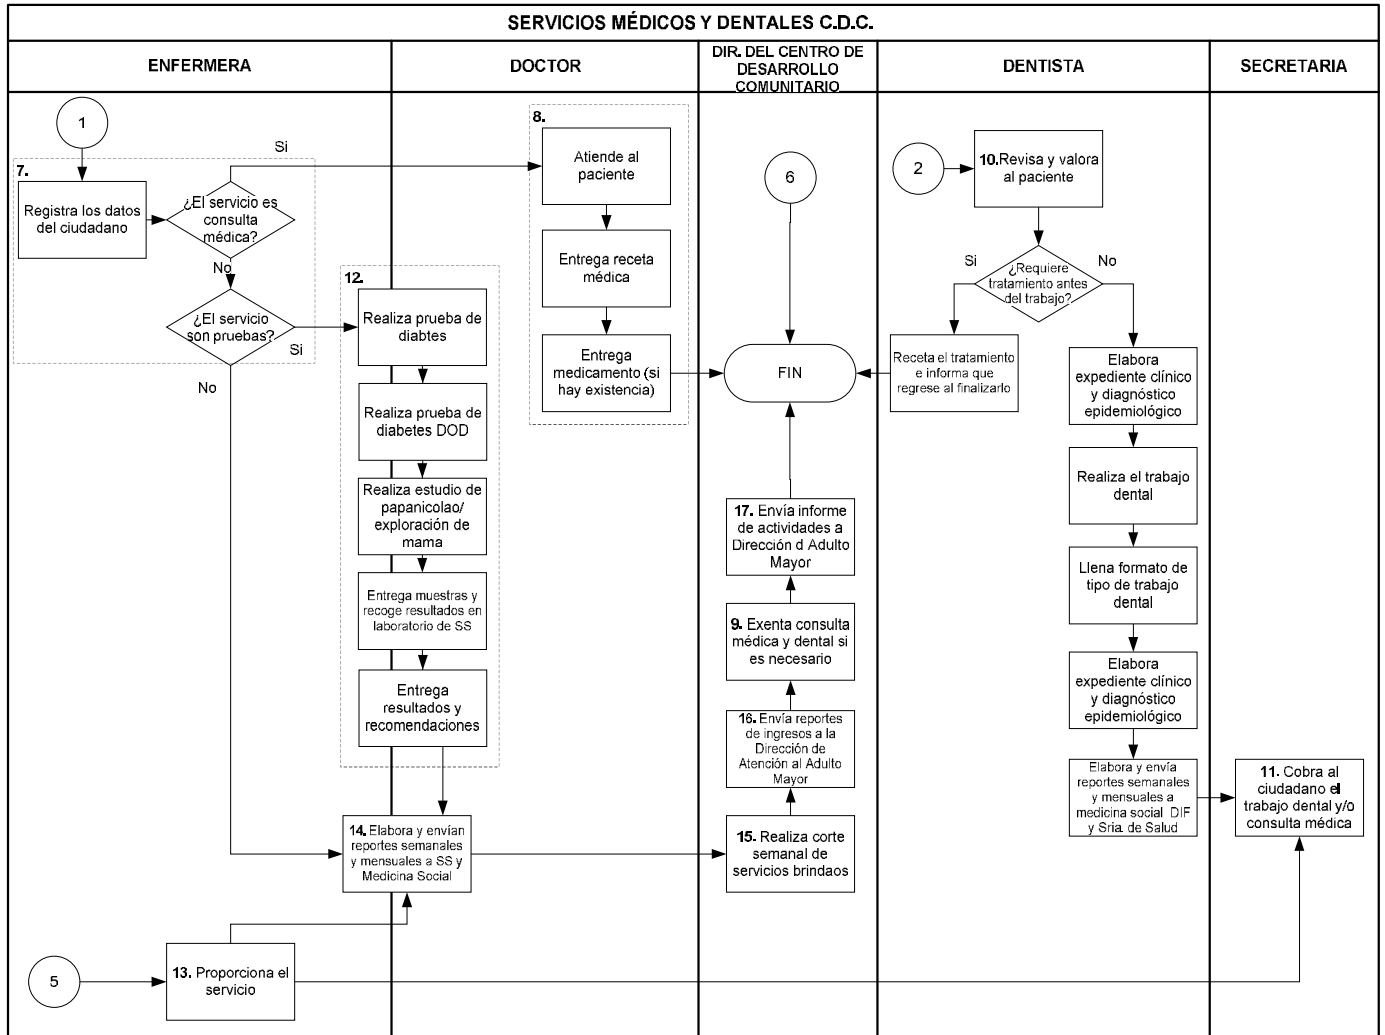 SERVICIOS MÉDICOS Y DENTALES C.D.C.
ENFERMERA
DOCTOR
DIR. DEL CENTRO DE
DESARROLLO
COMUNITARIO
DENTISTA
SECRETARIA
1
7.
Registra los datos
del ciudadano
¿El servicio es
consulta
médica?
Si
No
¿El servicio
son pruebas?
Si
No
12.
Realiza prueba de
diabtes
Realiza prueba de
diabetes DOD
Realiza estudio de
papanicolao/
exploración de
mama
Entrega muestras y
recoge resultados en
laboratorio de SS
Entrega
resultados y
recomendaciones
14. Elabora y envían
reportes semanales
y mensuales a SS y
Medicina Social
5
13. Proporciona el
servicio
8.
Atiende al
paciente
Entrega receta
médica
Entrega
medicamento (si
hay existencia)
6
FIN
17. Envía informe
de actividades a
Dirección d Adulto
Mayor
9. Exenta consulta
médica y dental si
es necesario
16. Envía reportes
de ingresos a la
Dirección de
Atención al Adulto
Mayor
15. Realiza corte
semanal de
servicios brindaos
2
10.Revisa y valora
al paciente
¿Requiere
tratamiento antes
del trabajo?
Si
No
Receta el tratamiento
e informa que
regrese al finalizarlo
Elabora
expediente clínico
y diagnóstico
epidemiológico
Realiza el trabajo
dental
Llena formato de
tipo de trabajo
dental
Elabora
expediente clínico
y diagnóstico
epidemiológico
Elabora y envía
reportes semanales
y mensuales a
medicina social DIF
y Sria. de Salud
11. Cobra al
ciudadano el
trabajo dental y/o
consulta médica